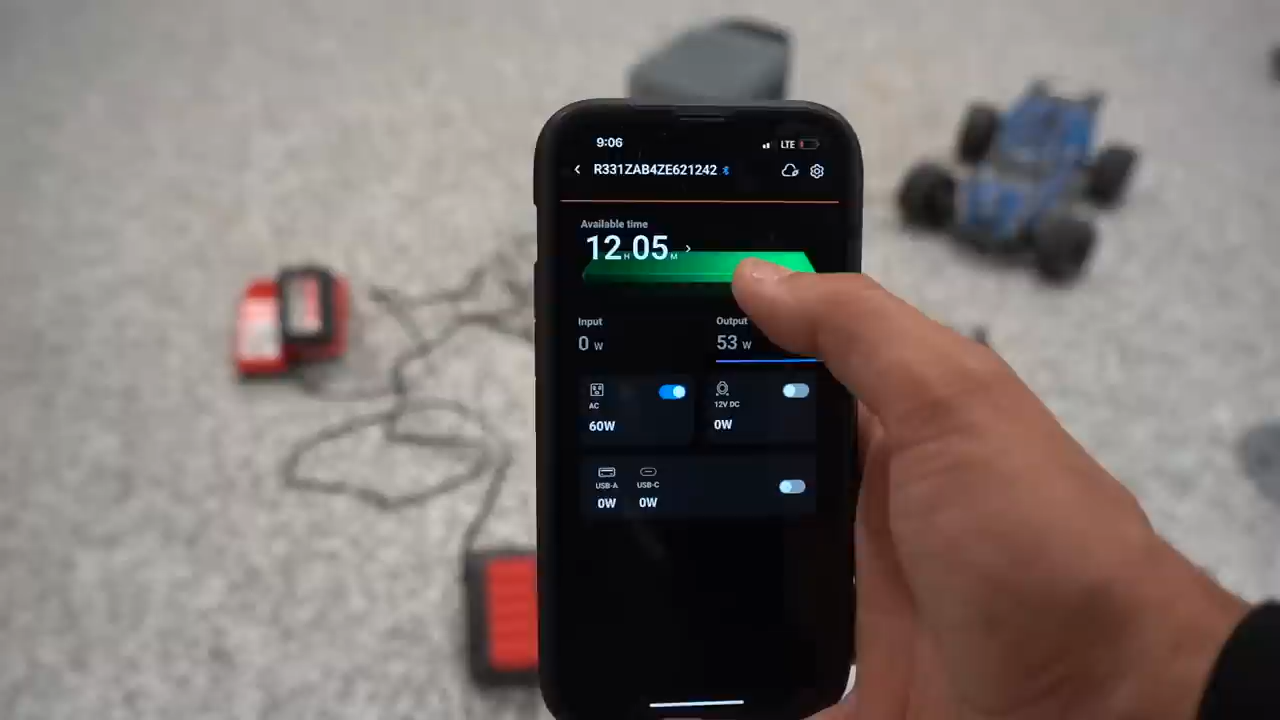 9:06
LTE
R331ZAB4ZE621242
Available time
12 H 05 M
Input
Output
0 W
53 W
AC
12V DC
60W
0W
USB-A
USB-C
0W
0W